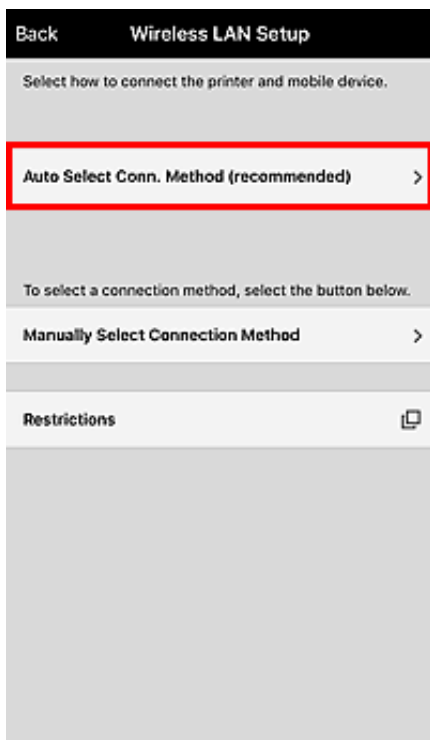 Back Wireless LAN Setup
Select how to connect the printer and mobile device.
Auto Select Conn. Method (recommended)
To select a connection method, select the button below.
Manually Select Connection Method
Restrictions